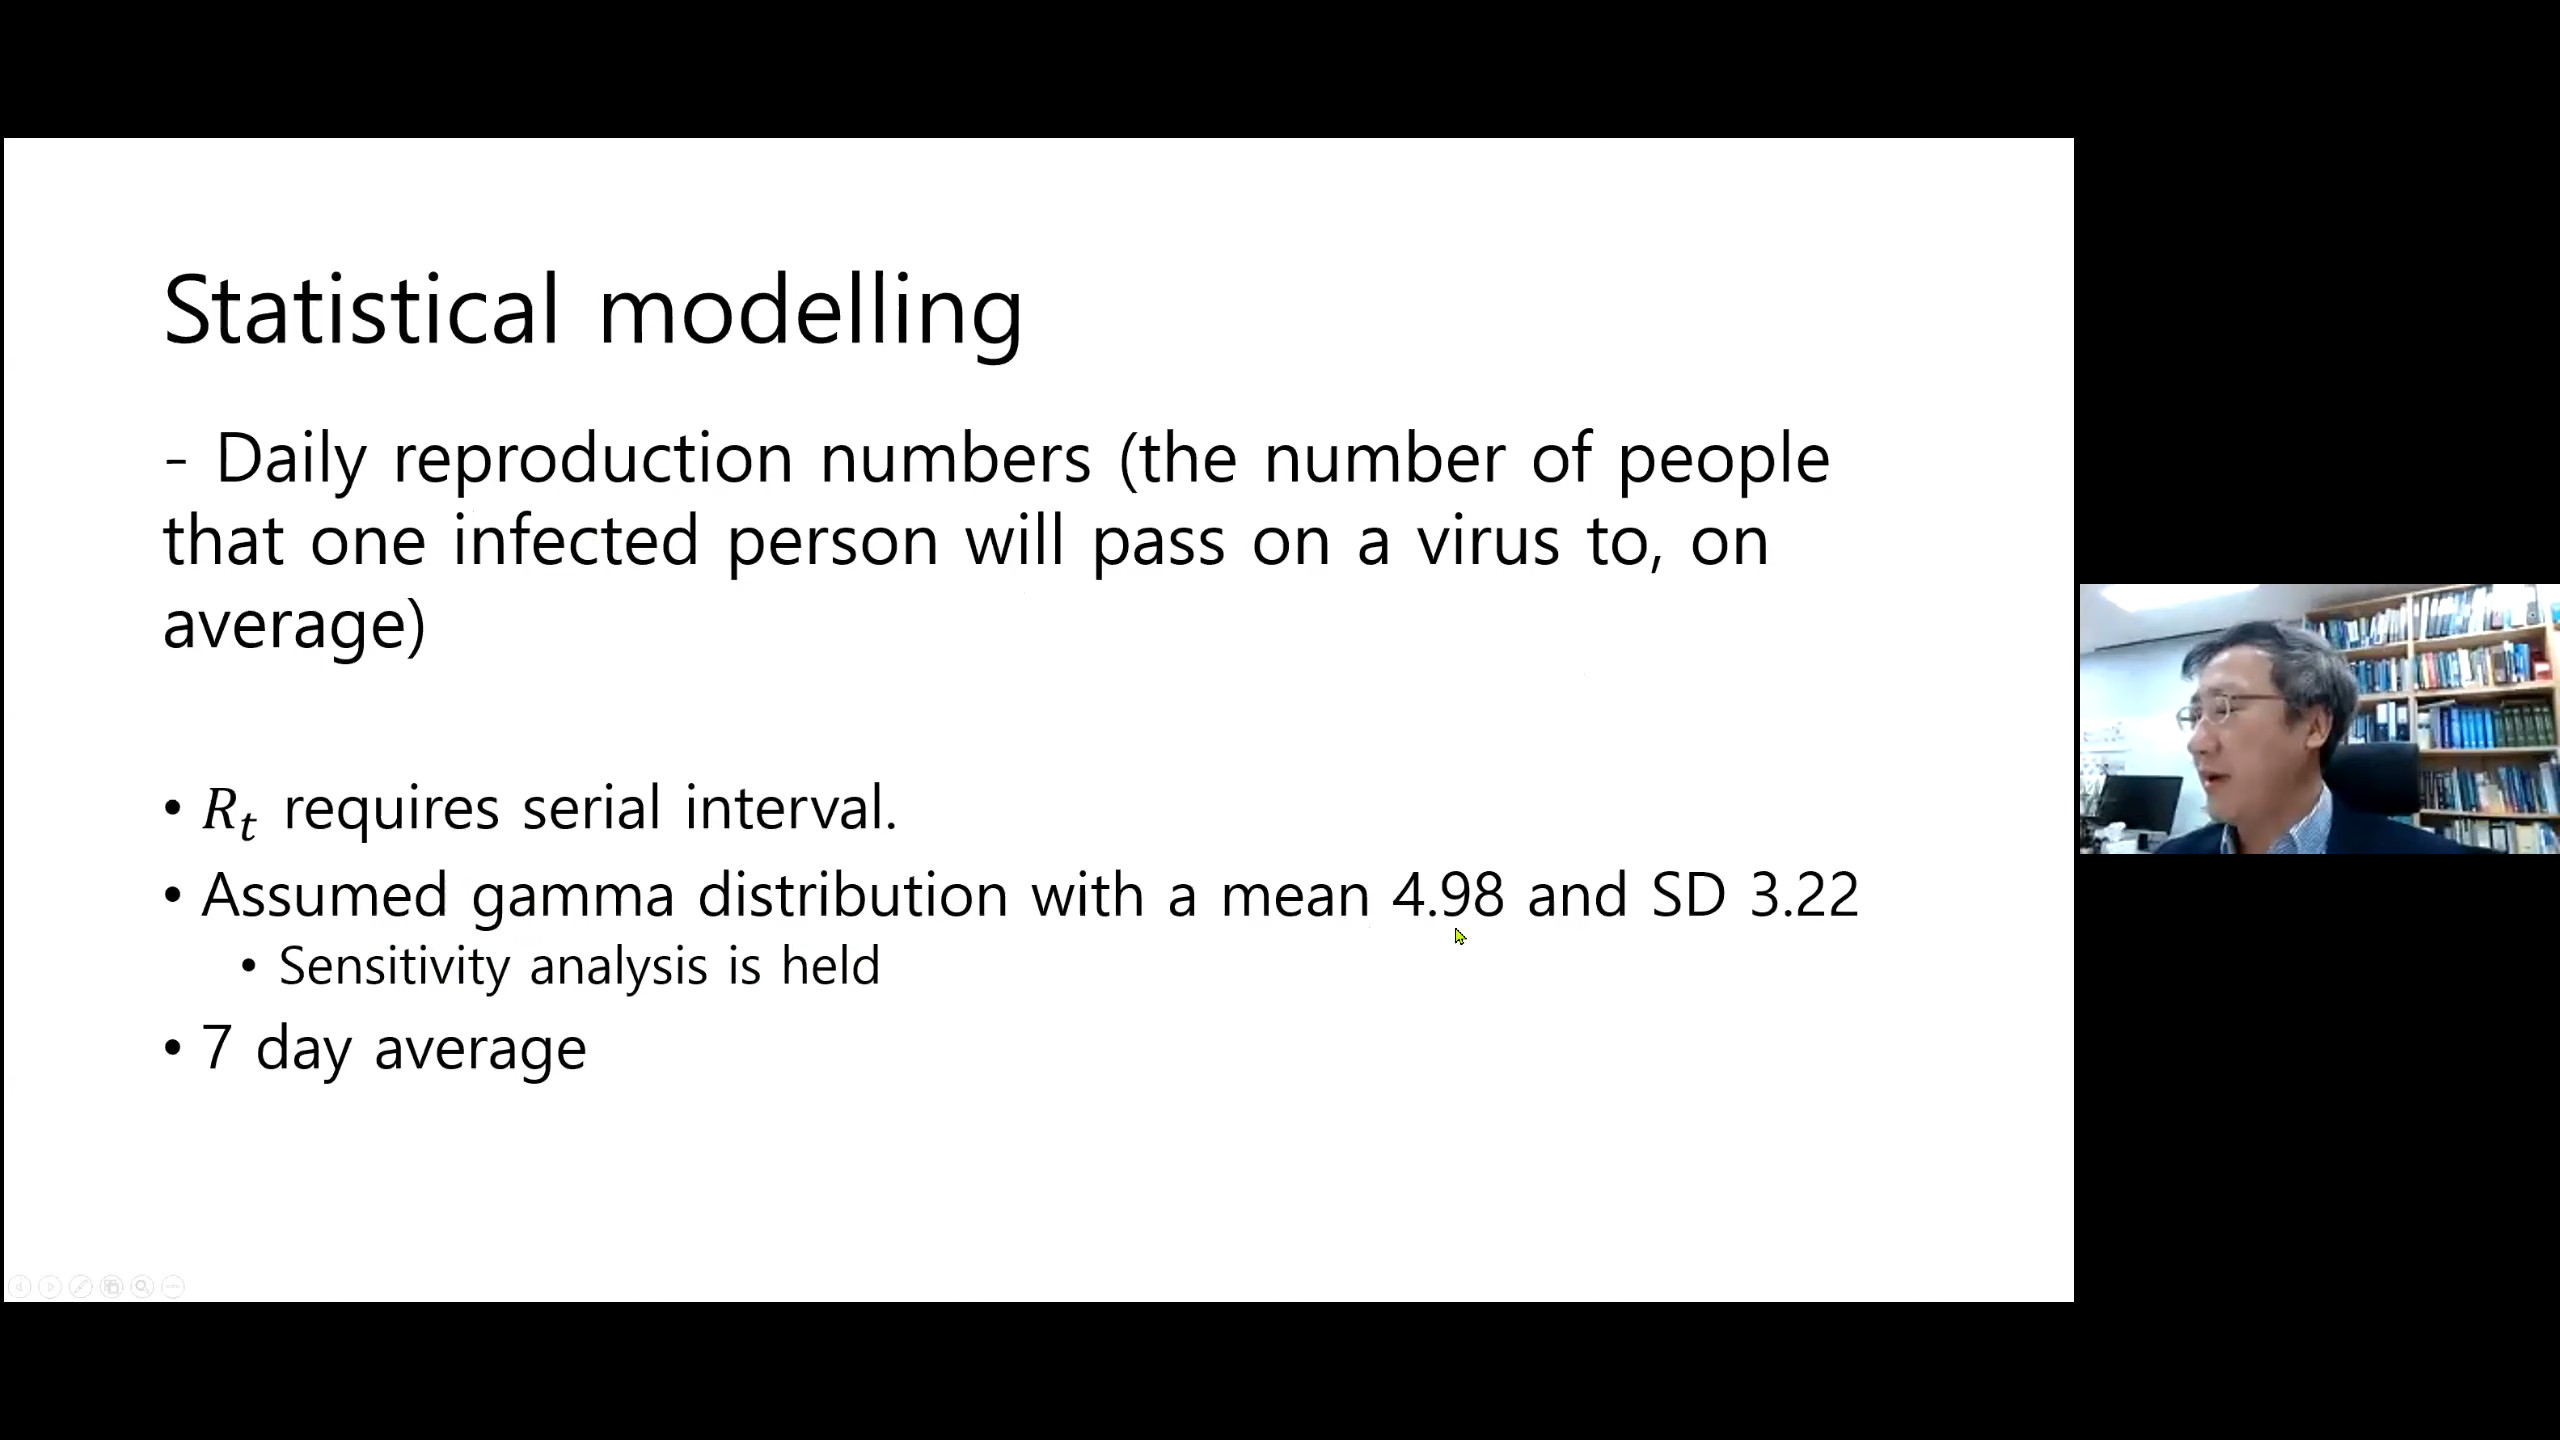 Statistical modelling
- Daily reproduction numbers (the number of people
that one infected person will pass on a virus to, on
average)
• R_t requires serial interval.
• Assumed gamma distribution with a mean 4.98 and SD 3.22
• Sensitivity analysis is held
• 7 day average